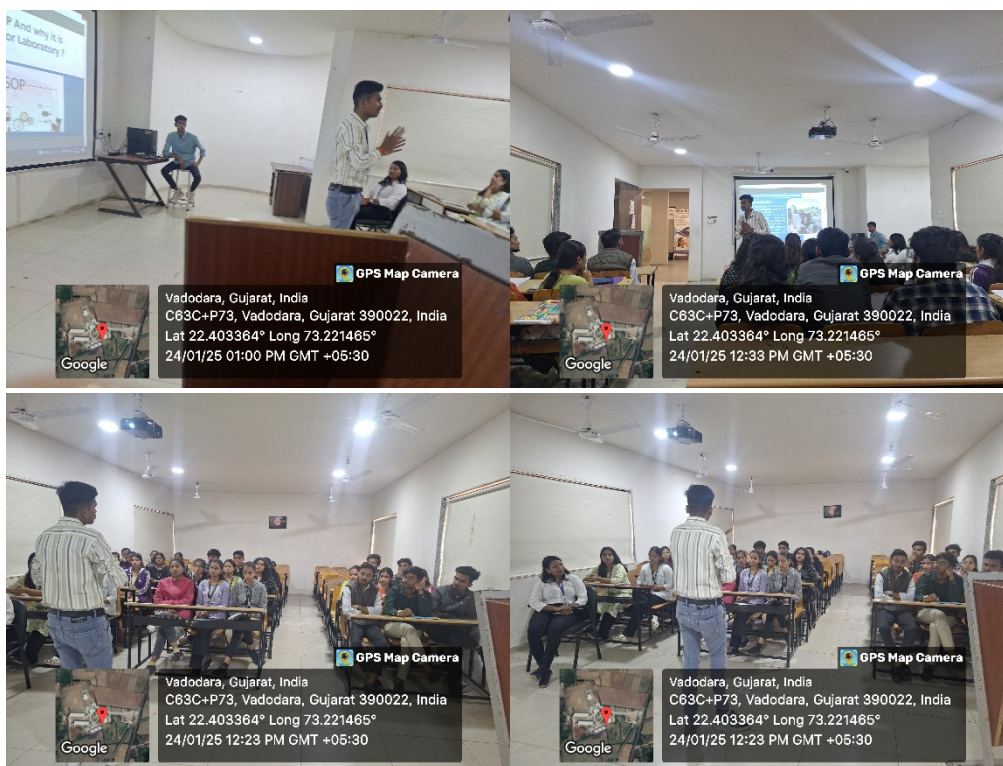 P And why it is
or Laboratory ?
SOP
GPS Map Camera
Vadodara, Gujarat, India
C63C+P73, Vadodara, Gujarat 390022, India
Lat 22.403364° Long 73.221465°
24/01/25 01:00 PM GMT +05:30
Google
GPS Map Camera
Vadodara, Gujarat, India
C63C+P73, Vadodara, Gujarat 390022, India
Lat 22.403364° Long 73.221465°
24/01/25 12:33 PM GMT +05:30
Google
GPS Map Camera
Vadodara, Gujarat, India
C63C+P73, Vadodara, Gujarat 390022, India
Lat 22.403364° Long 73.221465°
24/01/25 12:23 PM GMT +05:30
Google
GPS Map Camera
Vadodara, Gujarat, India
C63C+P73, Vadodara, Gujarat 390022, India
Lat 22.403364° Long 73.221465°
24/01/25 12:23 PM GMT +05:30
Google